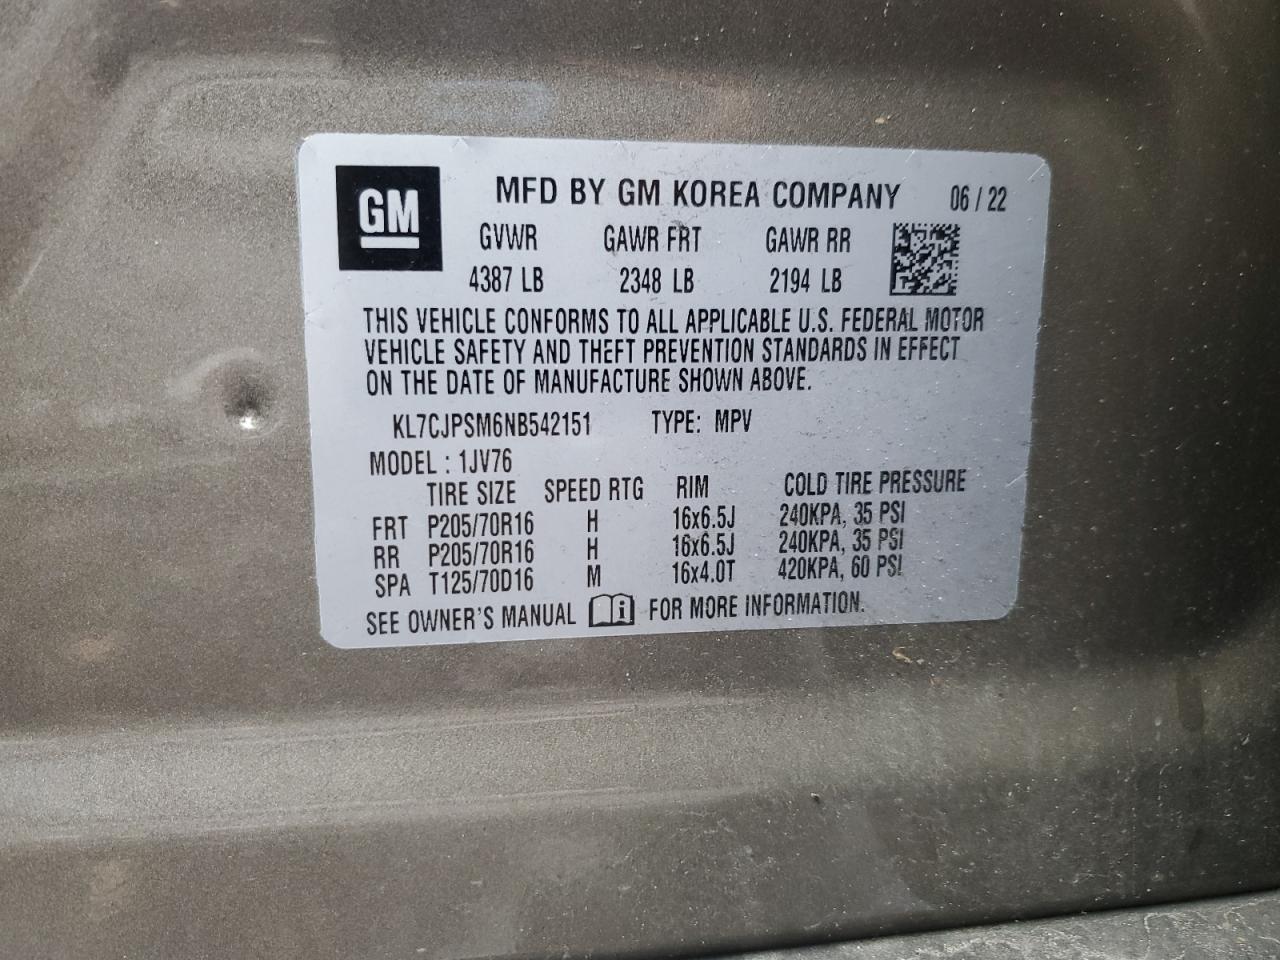 GM
MFD BY GM KOREA COMPANY 06 / 22
GVWR GAWR FRT GAWR RR
4387 LB 2348 LB 2194 LB
THIS VEHICLE CONFORMS TO ALL APPLICABLE U.S. FEDERAL MOTOR
VEHICLE SAFETY AND THEFT PREVENTION STANDARDS IN EFFECT
ON THE DATE OF MANUFACTURE SHOWN ABOVE.
KL7CJPSM6NB542151 TYPE: MPV
MODEL : 1JV76
TIRE SIZE SPEED RTG RIM COLD TIRE PRESSURE
FRT P205/70R16 H 16x6.5J 240KPA, 35 PSI
RR P205/70R16 H 16x6.5J 240KPA, 35 PSI
SPA T125/70D16 M 16x4.0T 420KPA, 60 PSI
SEE OWNER'S MANUAL i FOR MORE INFORMATION.